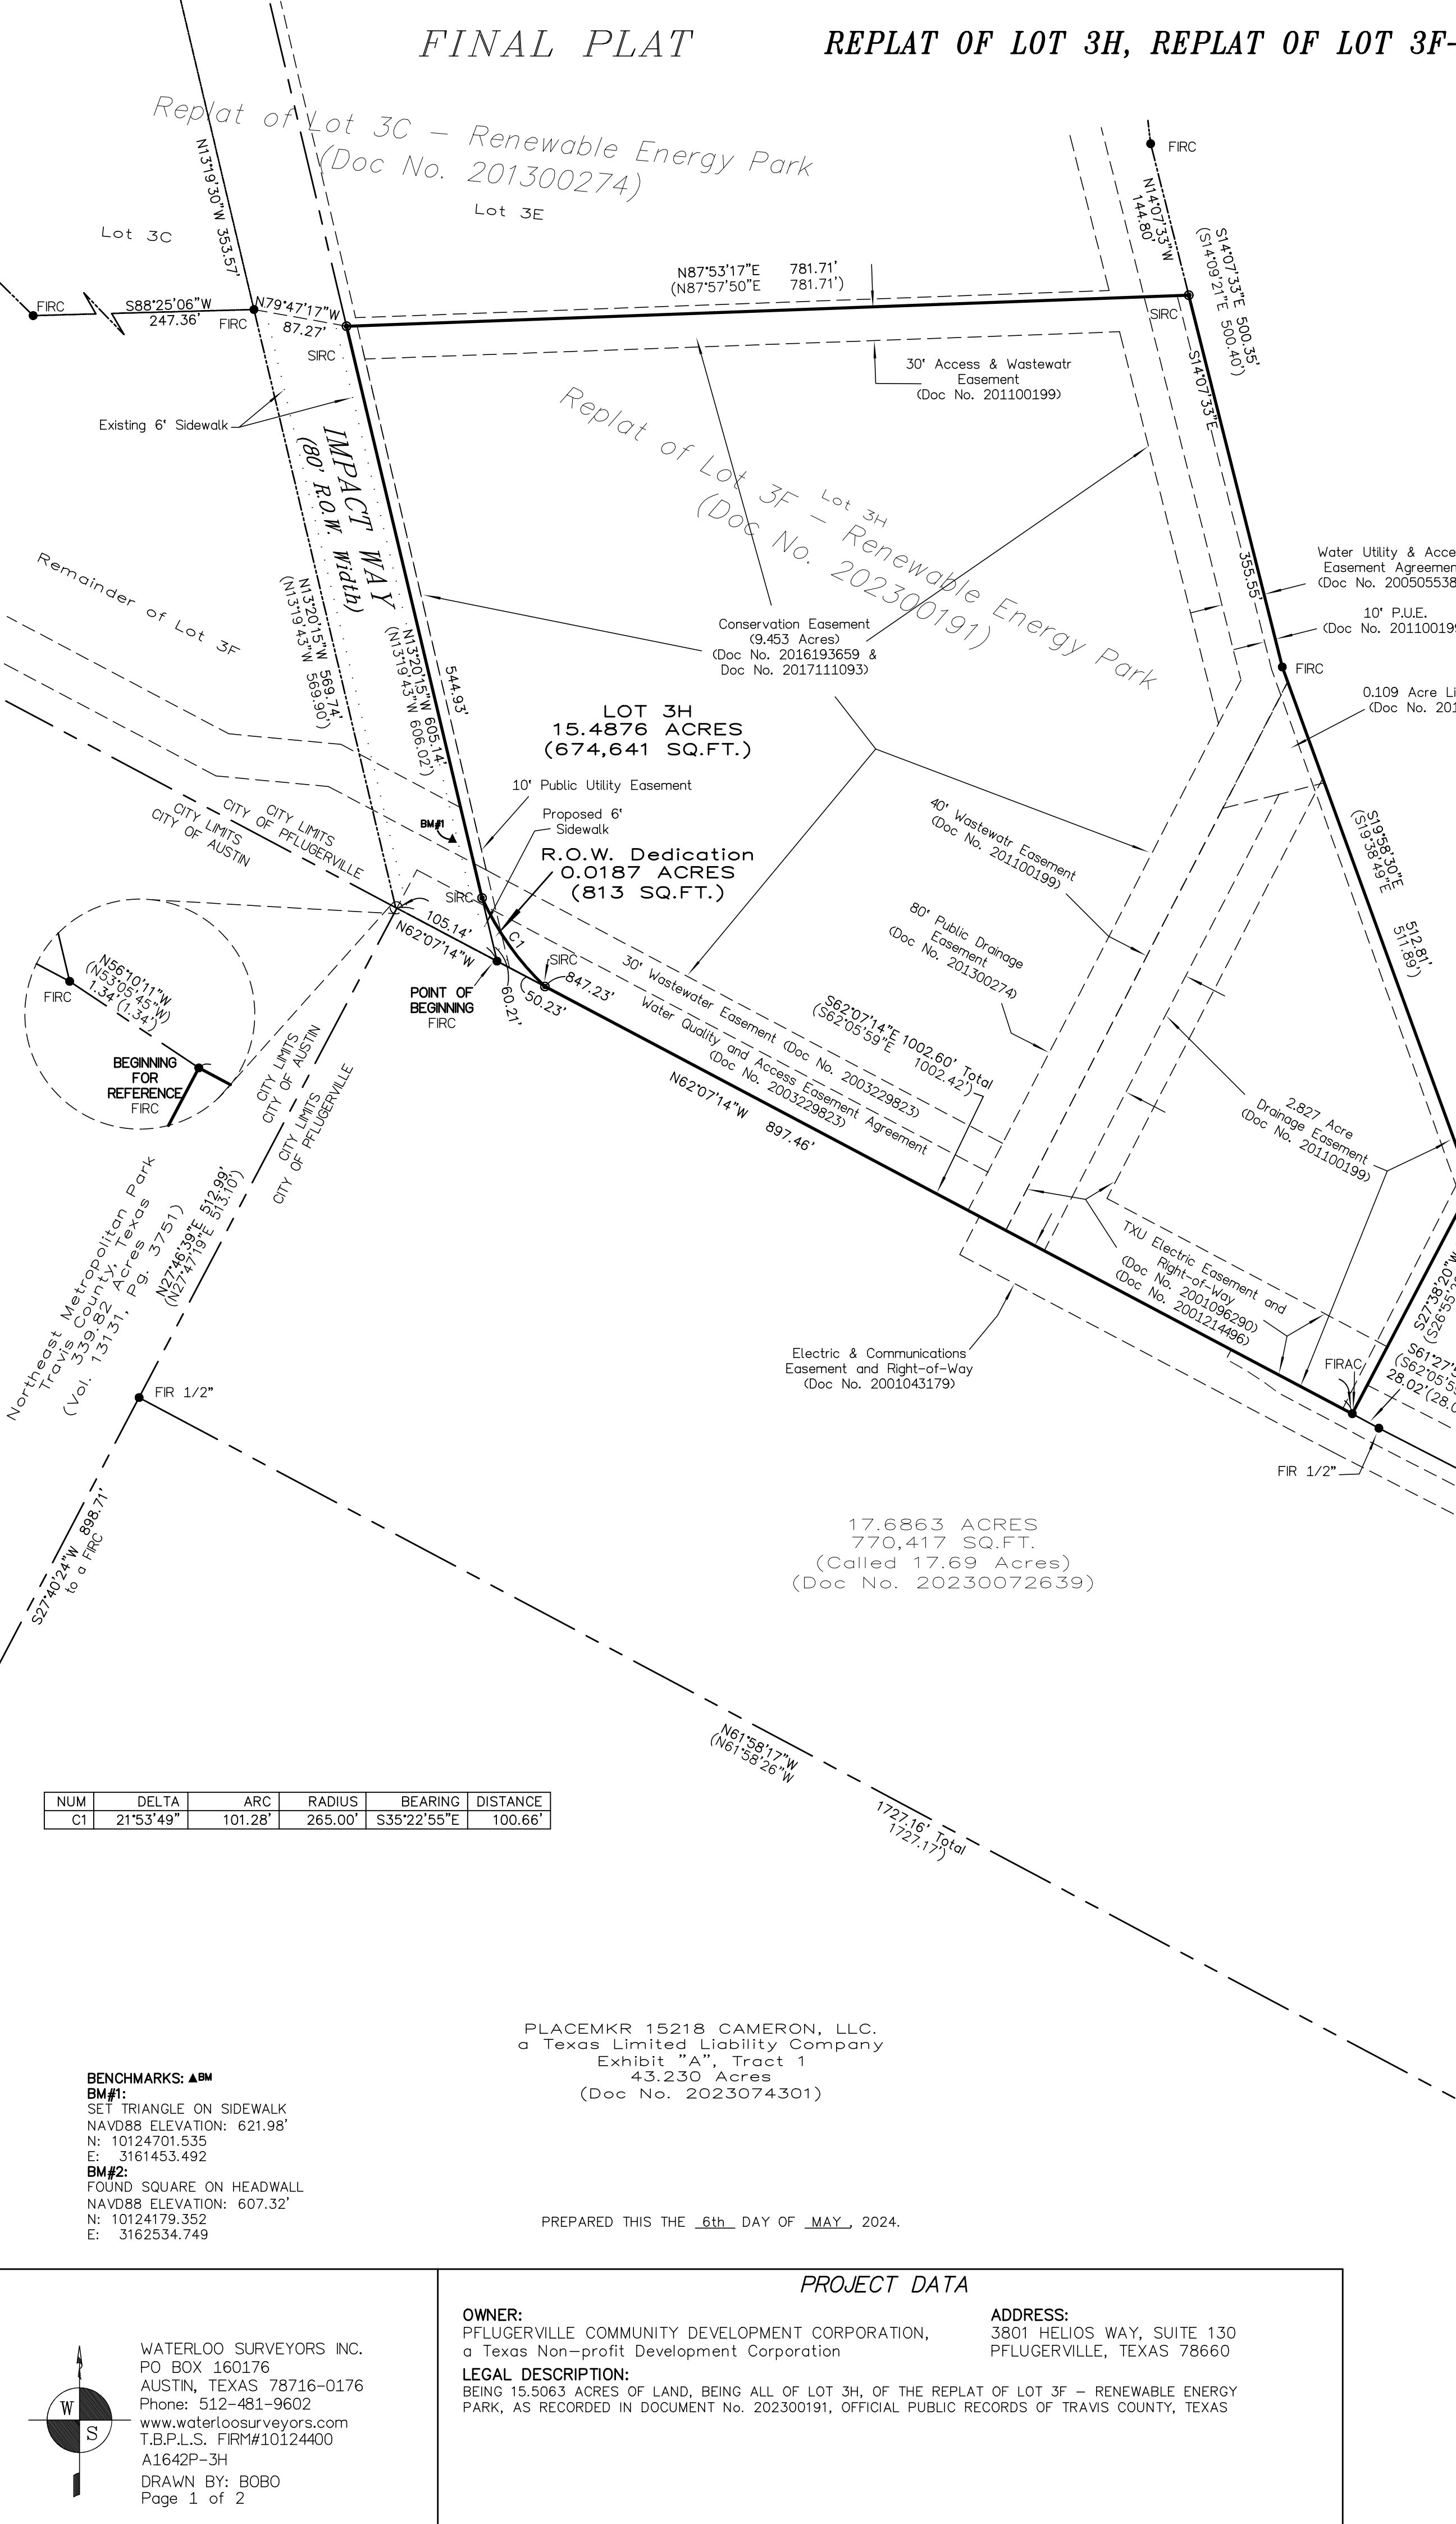 FINAL PLAT
REPLAT OF LOT 3H, REPLAT OF LOT 3F-
Replat of Lot 3C – Renewable Energy Park
(Doc No. 201300274)
Lot 3E
Lot 3C
N13°19'30"W 353.57'
FIRC
S88°25'06"W
247.36'
FIRC
N79°47'17"W
87.27'
SIRC
N87°53'17"E 781.71'
(N87°57'50"E 781.71')
FIRC
N14°07'33"W
144.80'
S14°07'33"E 500.35'
(S14°09'21"E 500.40')
SIRC
S14°07'33"E
355.55'
30' Access & Wastewatr
Easement
(Doc No. 201100199)
Existing 6' Sidewalk
IMPACT WAY
(80' R.O.W. Width)
Replat of Lot 3F – Renewable Energy Park
(Doc No. 202300191)
Lot 3H
Remainder of Lot 3F
N13°20'15"W 569.74'
(N13°19'43"W 569.90')
N13°20'15"W 605.14'
(N13°19'43"W 606.02')
544.93'
Conservation Easement
(9.453 Acres)
(Doc No. 2016193659 &
Doc No. 2017111093)
Water Utility & Acce
Easement Agreemen
(Doc No. 200505538
10' P.U.E.
(Doc No. 20110019
FIRC
0.109 Acre Li
(Doc No. 201
LOT 3H
15.4876 ACRES
(674,641 SQ.FT.)
10' Public Utility Easement
Proposed 6'
Sidewalk
BM#1
R.O.W. Dedication
0.0187 ACRES
(813 SQ.FT.)
CITY LIMITS
CITY OF PFLUGERVILLE
CITY LIMITS
CITY OF AUSTIN
40' Wastewatr Easement
(Doc No. 201100199)
80' Public Drainage
Easement
(Doc No. 201300274)
S19°58'30"E 512.81'
(S19°38'49"E 511.89')
SIRC
105.14'
N62°07'14"W
C1
SIRC
POINT OF
BEGINNING
FIRC
60.21'
50.23'
847.23'
30' Wastewater Easement (Doc No. 2003229823)
Water Quality and Access Easement Agreement
(Doc No. 2003229823)
S62°07'14"E 1002.60' Total
(S62°05'59"E 1002.42')
N62°07'14"W 897.46'
N56°10'11"W
(N53°05'45"W)
1.34' (1.34')
FIRC
BEGINNING
FOR
REFERENCE
FIRC
CITY LIMITS
CITY OF AUSTIN
CITY LIMITS
CITY OF PFLUGERVILLE
2.827 Acre
Drainage Easement
(Doc No. 201100199)
Northeast Metropolitan Park
Travis County, Texas
339.82 Acres
(Vol. 13131, Pg. 3751)
N27°46'39"E 512.99'
(N27°47'19"E 513.10')
TXU Electric Easement and
Right-of-Way
(Doc No. 2001096290)
(Doc No. 2001214496)
S27°38'20"W
(S26°55'
S61°27'
(S62°05'5
28.02'(28.0
FIRAC
Electric & Communications
Easement and Right-of-Way
(Doc No. 2001043179)
FIR 1/2"
FIR 1/2"
S27°40'24"W 898.71'
to a FIRC
17.6863 ACRES
770,417 SQ.FT.
(Called 17.69 Acres)
(Doc No. 20230072639)
N61°58'17"W
(N61°58'26"W
1727.16' Total
1727.17')
NUM DELTA ARC RADIUS BEARING DISTANCE
C1 21°53'49" 101.28' 265.00' S35°22'55"E 100.66'
PLACEMKR 15218 CAMERON, LLC.
a Texas Limited Liability Company
Exhibit "A", Tract 1
43.230 Acres
(Doc No. 2023074301)
BENCHMARKS: ▲BM
BM#1:
SET TRIANGLE ON SIDEWALK
NAVD88 ELEVATION: 621.98'
N: 10124701.535
E: 3161453.492
BM#2:
FOUND SQUARE ON HEADWALL
NAVD88 ELEVATION: 607.32'
N: 10124179.352
E: 3162534.749
PREPARED THIS THE 6th DAY OF MAY, 2024.
PROJECT DATA
OWNER:
PFLUGERVILLE COMMUNITY DEVELOPMENT CORPORATION,
a Texas Non-profit Development Corporation
ADDRESS:
3801 HELIOS WAY, SUITE 130
PFLUGERVILLE, TEXAS 78660
LEGAL DESCRIPTION:
BEING 15.5063 ACRES OF LAND, BEING ALL OF LOT 3H, OF THE REPLAT OF LOT 3F – RENEWABLE ENERGY
PARK, AS RECORDED IN DOCUMENT No. 202300191, OFFICIAL PUBLIC RECORDS OF TRAVIS COUNTY, TEXAS
W
S
WATERLOO SURVEYORS INC.
PO BOX 160176
AUSTIN, TEXAS 78716-0176
Phone: 512-481-9602
www.waterloosurveyors.com
T.B.P.L.S. FIRM#10124400
A1642P-3H
DRAWN BY: BOBO
Page 1 of 2